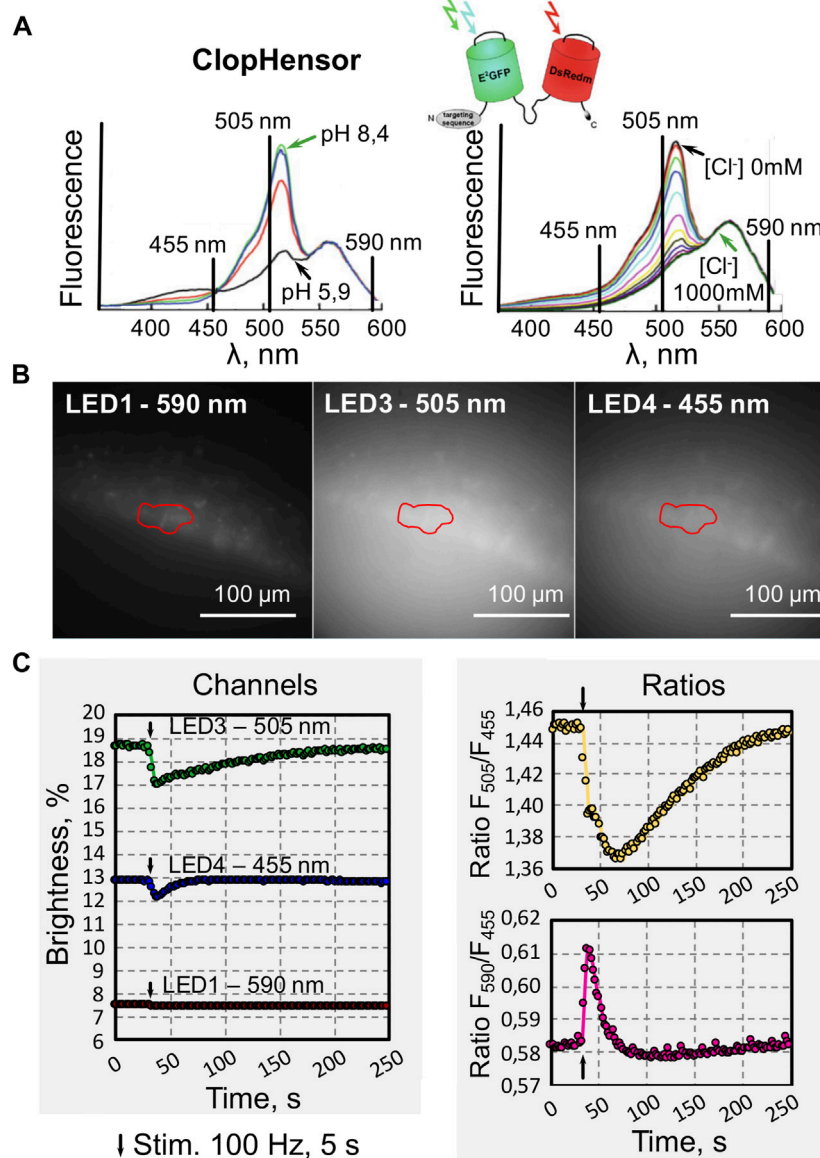 A
ClopHensor
E²GFP
DsRedm
N
targeting
sequence
C
Fluorescence
505 nm
pH 8,4
455 nm
590 nm
pH 5,9
400 450 500 550 600
λ, nm
Fluorescence
505 nm
[Cl-] 0mM
455 nm
590 nm
[Cl-]
1000mM
400 450 500 550 600
λ, nm
B
LED1 - 590 nm
LED3 - 505 nm
LED4 - 455 nm
100 µm
100 µm
100 µm
C
Channels
Brightness, %
20
19
18
17
16
15
14
13
12
11
10
9
8
7
6
LED3 – 505 nm
LED4 – 455 nm
LED1 – 590 nm
0 50 100 150 200 250
Time, s
Stim. 100 Hz, 5 s
Ratios
Ratio F505/F455
1,46
1,44
1,42
1,40
1,38
1,36
0 50 100 150 200 250
Ratio F590/F455
0,62
0,61
0,60
0,59
0,58
0,57
0 50 100 150 200 250
Time, s